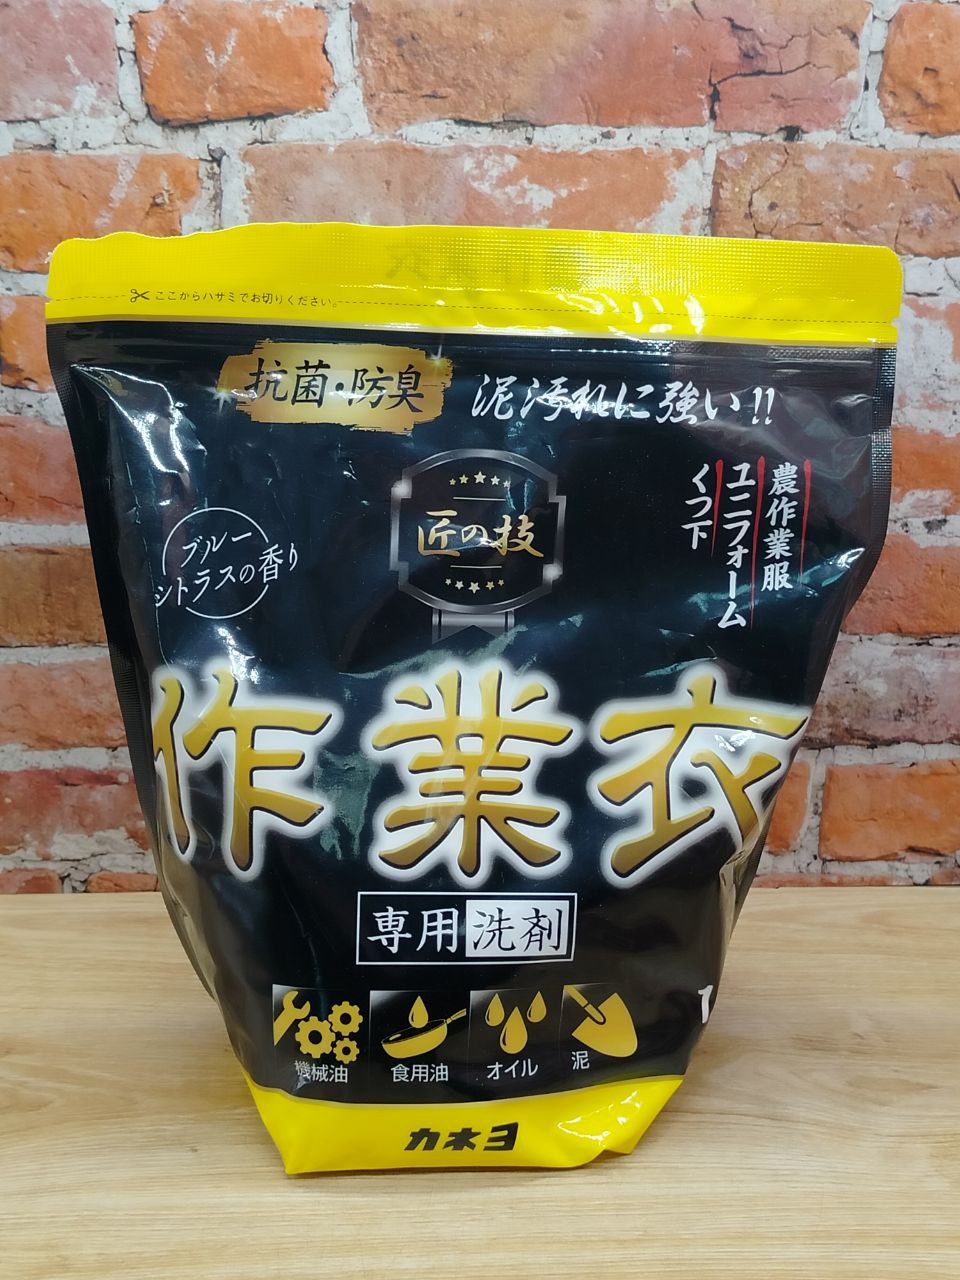 ここからハサミでお切りください。
抗菌・防臭
泥汚れに強い!!
農作業服
ユニフォーム
くつ下
匠の技
ブルー
シトラスの香り
作業衣
専用洗剤
機械油
食用油
オイル
泥
カネヨ